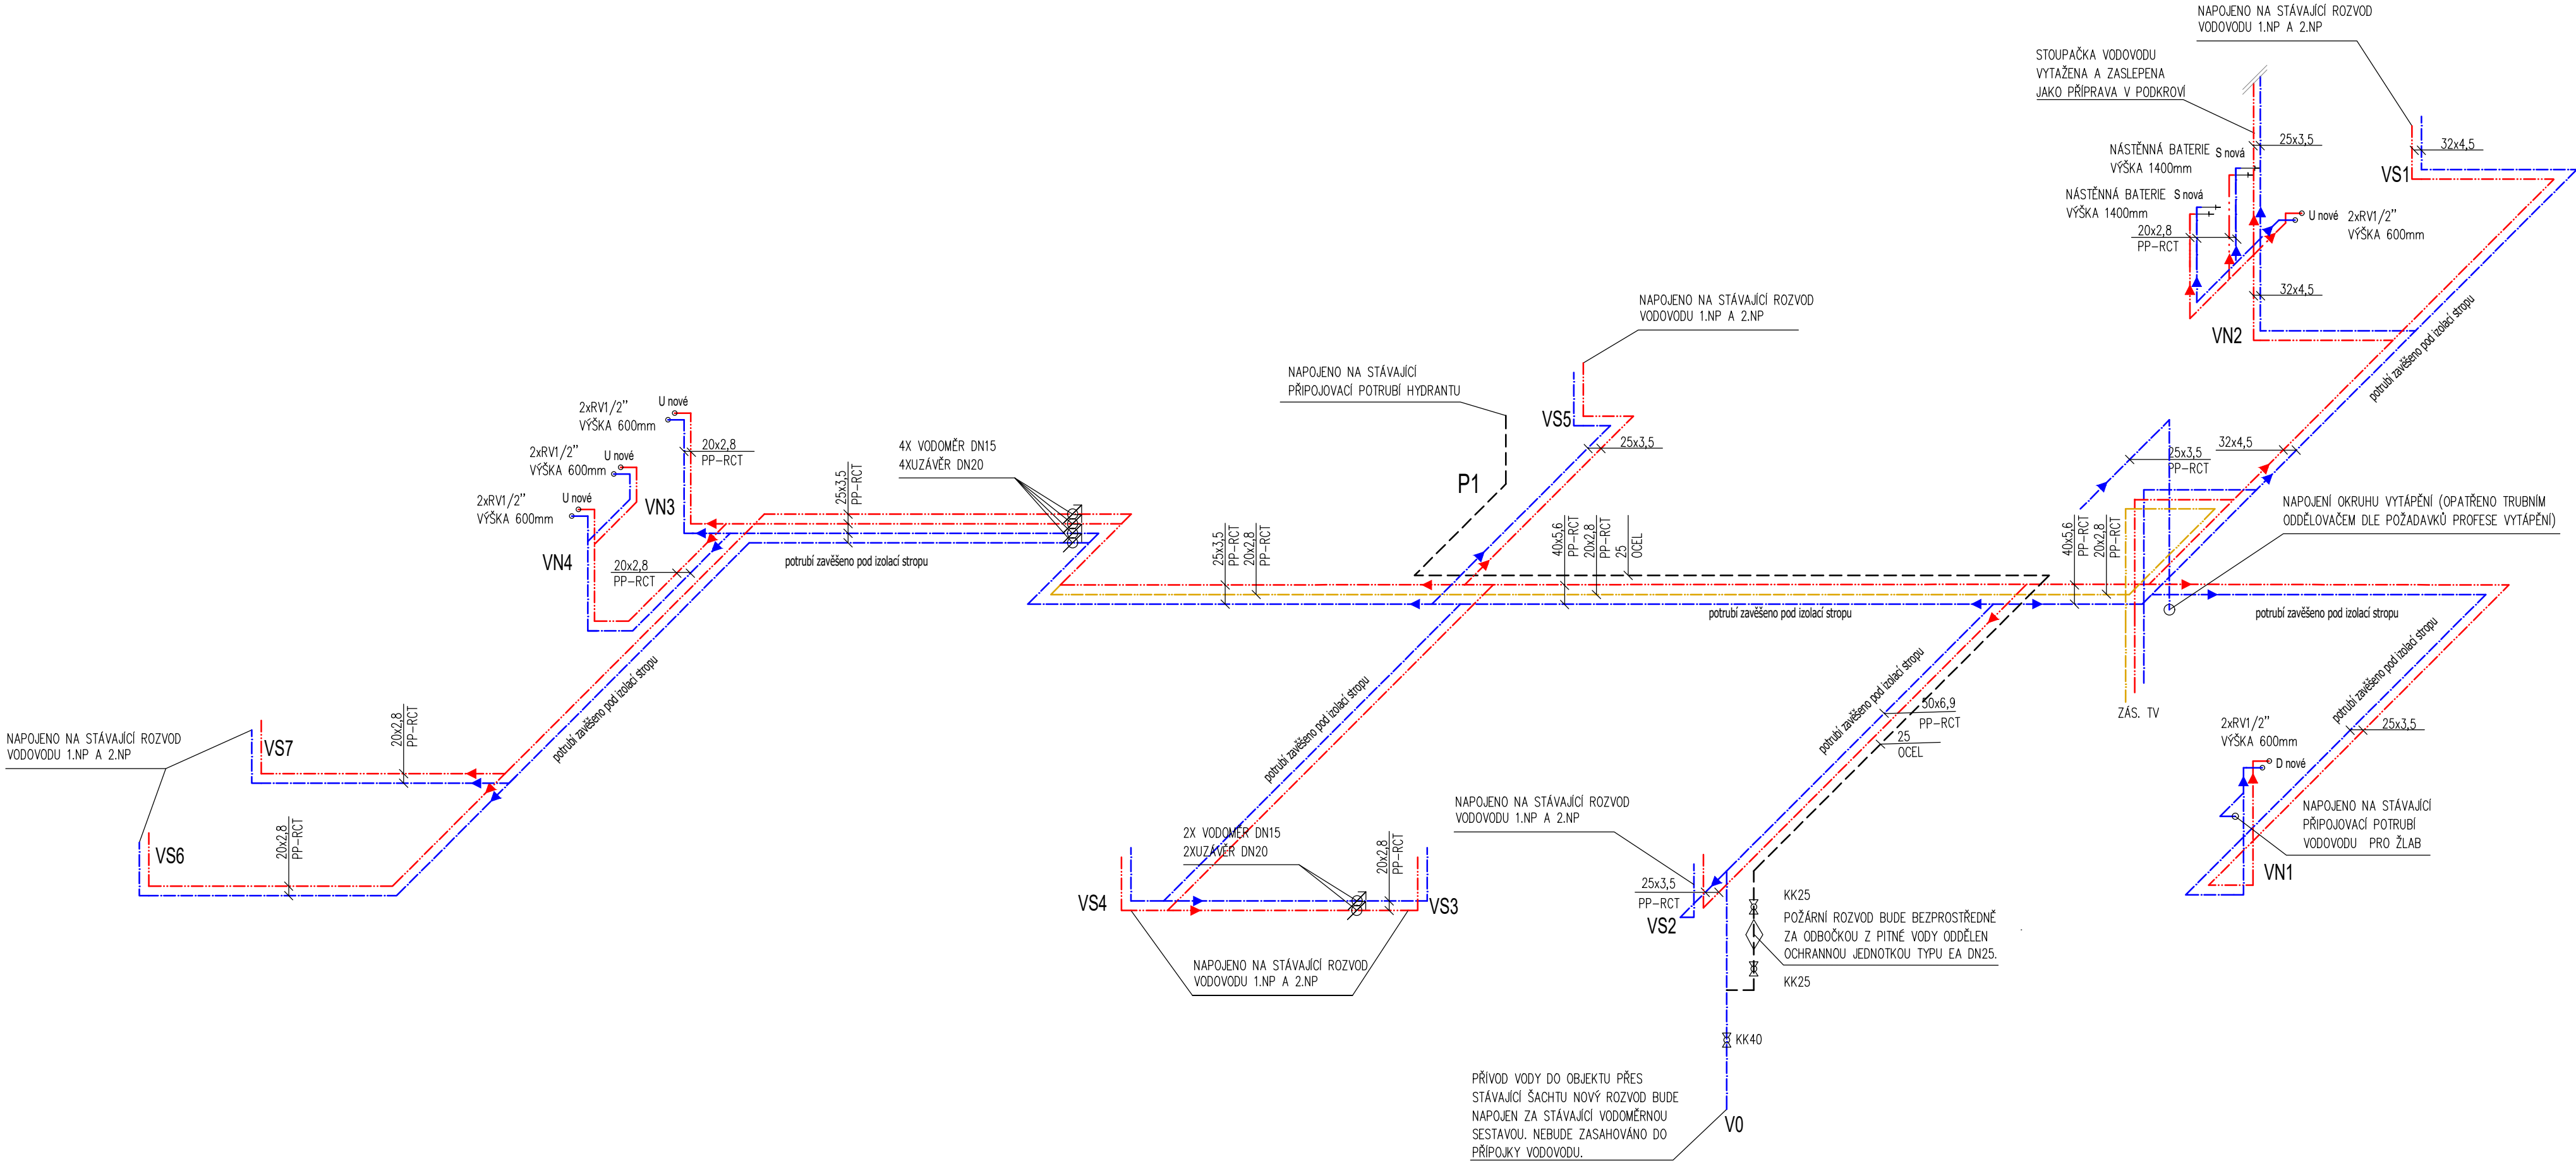 NAPOJENO NA STÁVAJÍCÍ ROZVOD
VODOVODU 1.NP A 2.NP
STOUPAČKA VODOVODU
VYTAŽENA A ZASLEPENA
JAKO PŘÍPRAVA V PODKROVÍ
25x3,5
32x4,5
NÁSTĚNNÁ BATERIE S nová
VÝŠKA 1400mm
VS1
NÁSTĚNNÁ BATERIE S nová
VÝŠKA 1400mm
U nové
2xRV1/2"
VÝŠKA 600mm
20x2,8
PP-RCT
32x4,5
VN2
potrubí zavěšeno pod izolací stropu
NAPOJENO NA STÁVAJÍCÍ ROZVOD
VODOVODU 1.NP A 2.NP
NAPOJENO NA STÁVAJÍCÍ
PŘIPOJOVACÍ POTRUBÍ HYDRANTU
VS5
25x3,5
P1
2xRV1/2"
VÝŠKA 600mm
U nové
20x2,8
PP-RCT
2xRV1/2"
VÝŠKA 600mm
U nové
2xRV1/2"
VÝŠKA 600mm
U nové
VN3
VN4
20x2,8
PP-RCT
25x3,5
PP-RCT
4X VODOMĚR DN15
4XUZÁVĚR DN20
potrubí zavěšeno pod izolací stropu
25x3,5
PP-RCT
20x2,8
PP-RCT
40x5,6
PP-RCT
20x2,8
PP-RCT
25
OCEL
25x3,5
PP-RCT
32x4,5
40x5,6
PP-RCT
20x2,8
PP-RCT
NAPOJENÍ OKRUHU VYTÁPĚNÍ (OPATŘENO TRUBNÍM
ODDĚLOVAČEM DLE POŽADAVKŮ PROFESE VYTÁPĚNÍ)
potrubí zavěšeno pod izolací stropu
potrubí zavěšeno pod izolací stropu
potrubí zavěšeno pod izolací stropu
potrubí zavěšeno pod izolací stropu
potrubí zavěšeno pod izolací stropu
potrubí zavěšeno pod izolací stropu
50x6,9
PP-RCT
25
OCEL
ZÁS. TV
25x3,5
2xRV1/2"
VÝŠKA 600mm
D nové
NAPOJENO NA STÁVAJÍCÍ
PŘIPOJOVACÍ POTRUBÍ
VODOVODU PRO ŽLAB
VN1
NAPOJENO NA STÁVAJÍCÍ ROZVOD
VODOVODU 1.NP A 2.NP
VS7
20x2,8
PP-RCT
VS6
20x2,8
PP-RCT
2X VODOMĚR DN15
2XUZÁVĚR DN20
20x2,8
PP-RCT
VS4
VS3
NAPOJENO NA STÁVAJÍCÍ ROZVOD
VODOVODU 1.NP A 2.NP
NAPOJENO NA STÁVAJÍCÍ ROZVOD
VODOVODU 1.NP A 2.NP
25x3,5
PP-RCT
VS2
KK25
POŽÁRNÍ ROZVOD BUDE BEZPROSTŘEDNĚ
ZA ODBOČKOU Z PITNÉ VODY ODDĚLEN
OCHRANNOU JEDNOTKOU TYPU EA DN25.
KK25
KK40
PŘÍVOD VODY DO OBJEKTU PŘES
STÁVAJÍCÍ ŠACHTU NOVÝ ROZVOD BUDE
NAPOJEN ZA STÁVAJÍCÍ VODOMĚRNOU
SESTAVOU. NEBUDE ZASAHOVÁNO DO
PŘÍPOJKY VODOVODU.
V0